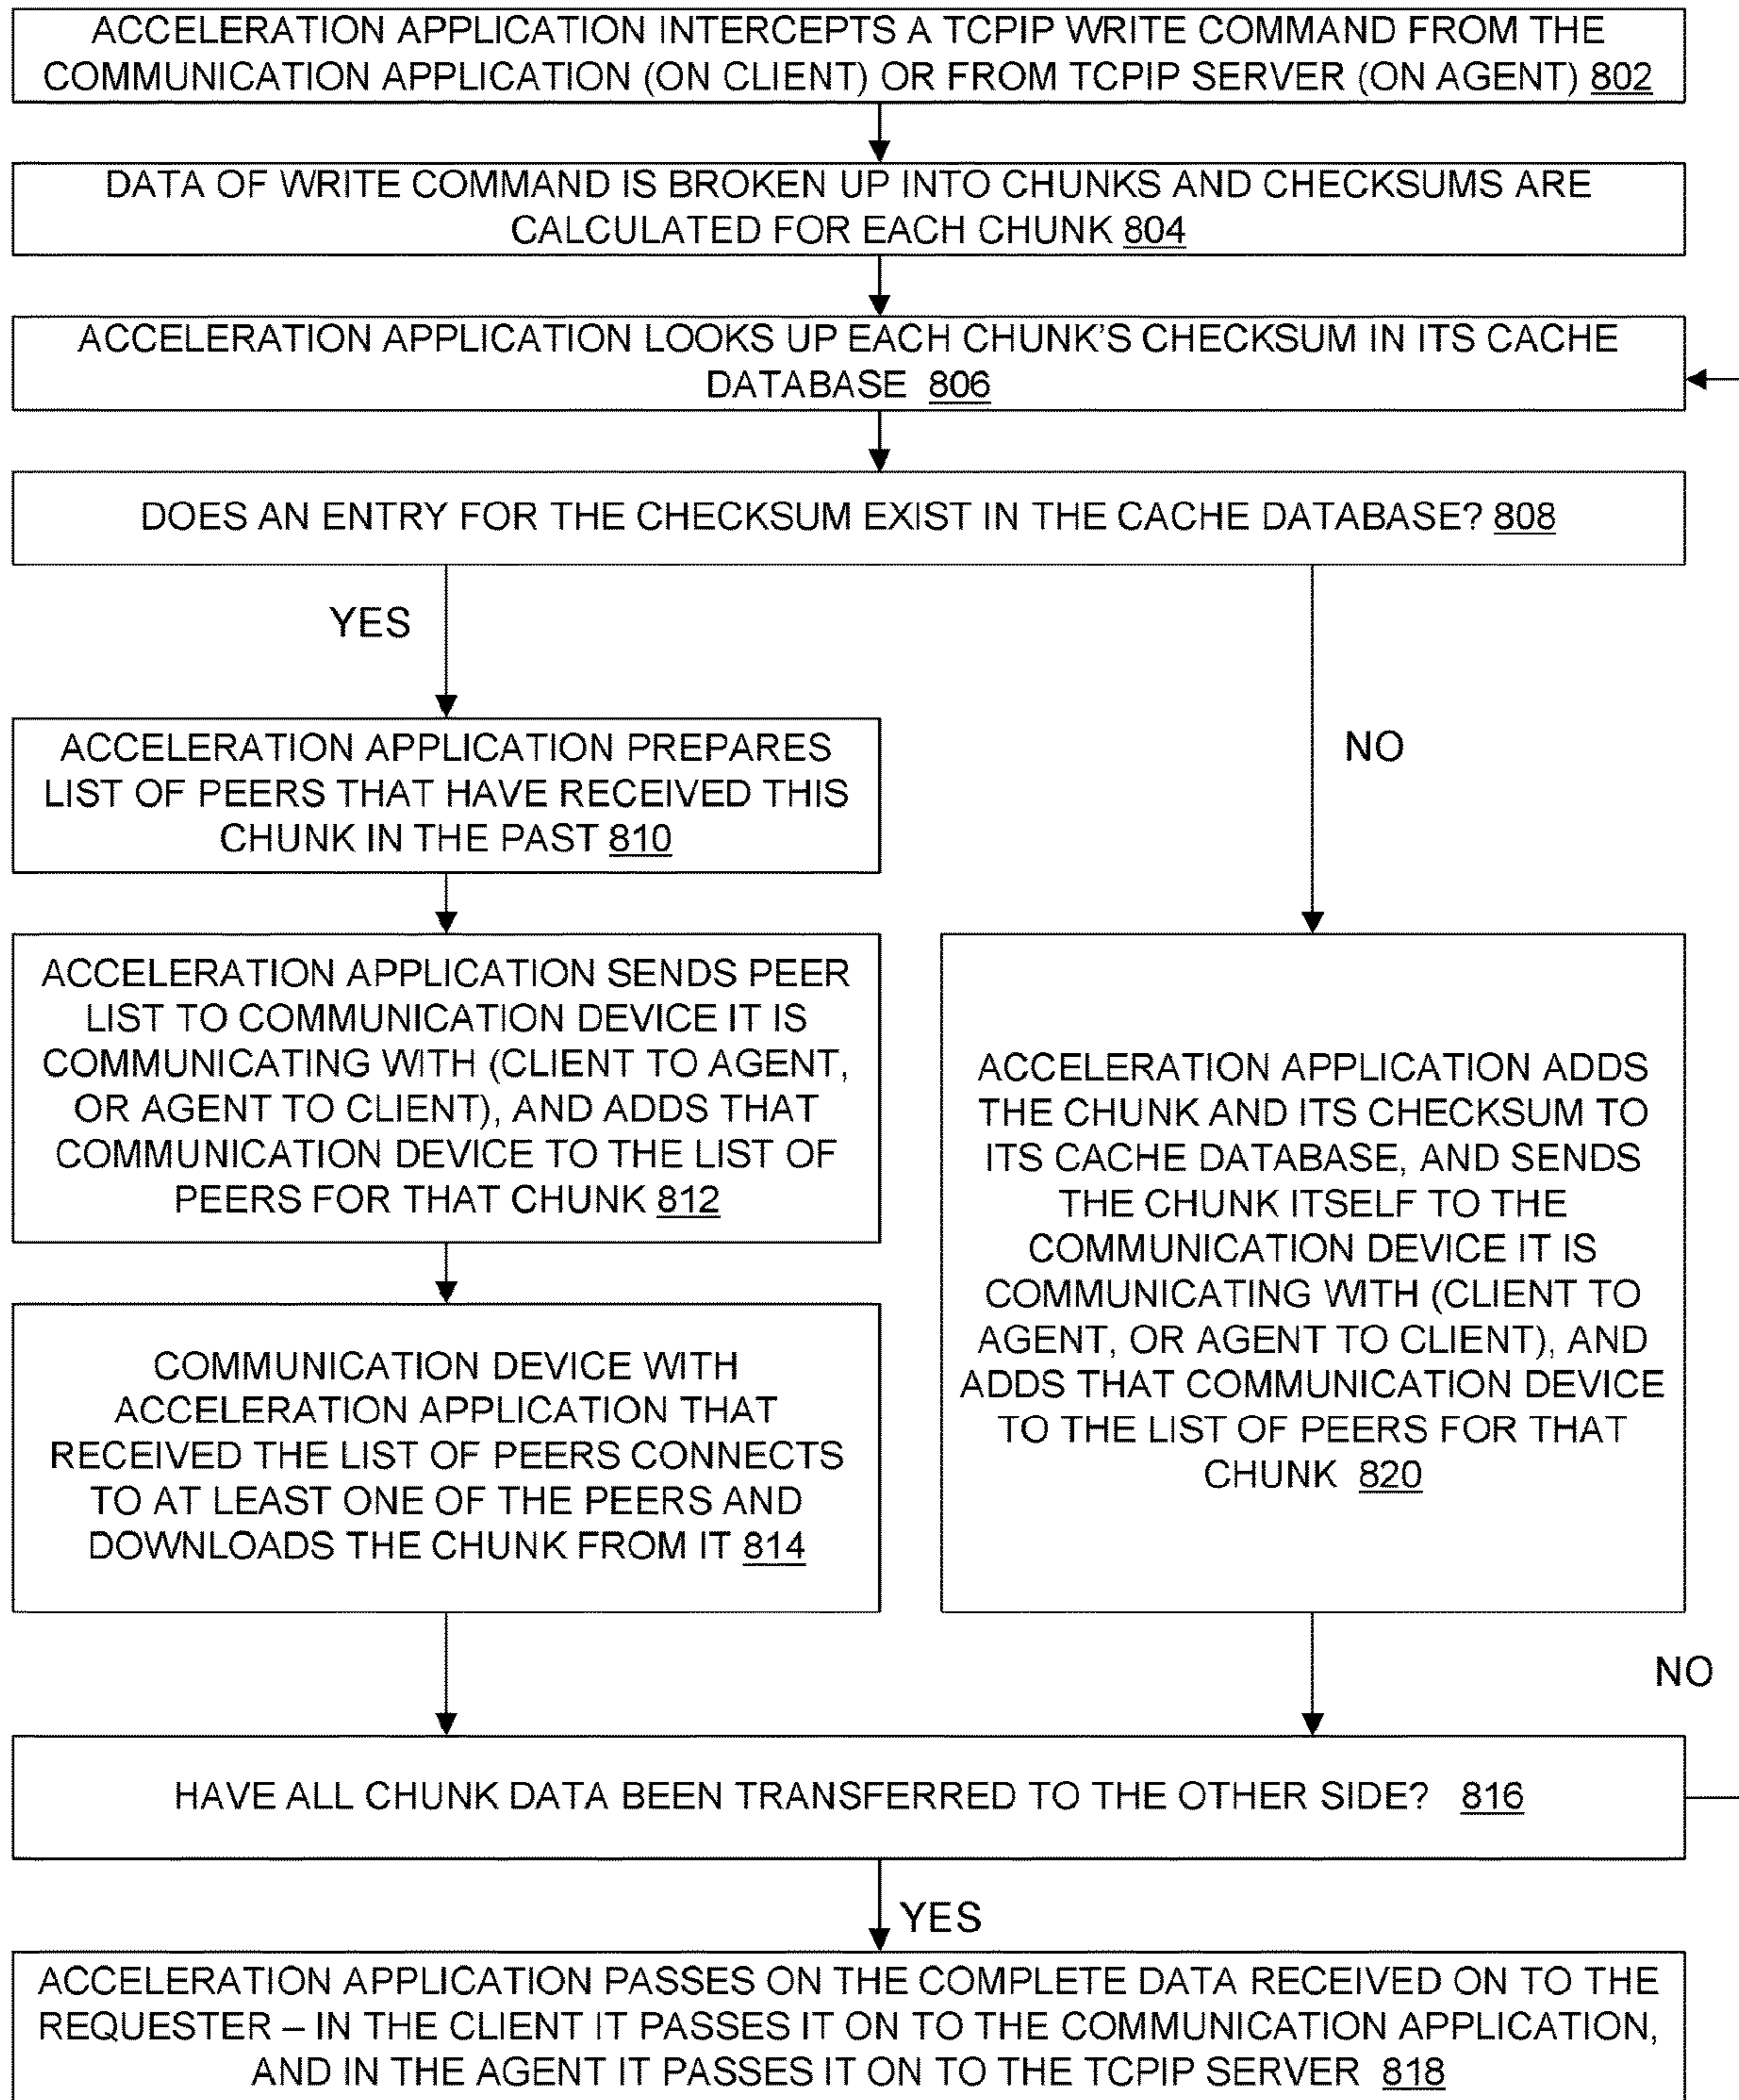 ACCELERATION APPLICATION INTERCEPTS A TCPIP WRITE COMMAND FROM THE
COMMUNICATION APPLICATION (ON CLIENT) OR FROM TCPIP SERVER (ON AGENT) 802
DATA OF WRITE COMMAND IS BROKEN UP INTO CHUNKS AND CHECKSUMS ARE
CALCULATED FOR EACH CHUNK 804
ACCELERATION APPLICATION LOOKS UP EACH CHUNK'S CHECKSUM IN ITS CACHE
DATABASE 806
DOES AN ENTRY FOR THE CHECKSUM EXIST IN THE CACHE DATABASE? 808
YES
NO
ACCELERATION APPLICATION PREPARES
LIST OF PEERS THAT HAVE RECEIVED THIS
CHUNK IN THE PAST 810
ACCELERATION APPLICATION SENDS PEER
LIST TO COMMUNICATION DEVICE IT IS
COMMUNICATING WITH (CLIENT TO AGENT,
OR AGENT TO CLIENT), AND ADDS THAT
COMMUNICATION DEVICE TO THE LIST OF
PEERS FOR THAT CHUNK 812
COMMUNICATION DEVICE WITH
ACCELERATION APPLICATION THAT
RECEIVED THE LIST OF PEERS CONNECTS
TO AT LEAST ONE OF THE PEERS AND
DOWNLOADS THE CHUNK FROM IT 814
ACCELERATION APPLICATION ADDS
THE CHUNK AND ITS CHECKSUM TO
ITS CACHE DATABASE, AND SENDS
THE CHUNK ITSELF TO THE
COMMUNICATION DEVICE IT IS
COMMUNICATING WITH (CLIENT TO
AGENT, OR AGENT TO CLIENT), AND
ADDS THAT COMMUNICATION DEVICE
TO THE LIST OF PEERS FOR THAT
CHUNK 820
NO
HAVE ALL CHUNK DATA BEEN TRANSFERRED TO THE OTHER SIDE? 816
YES
ACCELERATION APPLICATION PASSES ON THE COMPLETE DATA RECEIVED ON TO THE
REQUESTER – IN THE CLIENT IT PASSES IT ON TO THE COMMUNICATION APPLICATION,
AND IN THE AGENT IT PASSES IT ON TO THE TCPIP SERVER 818